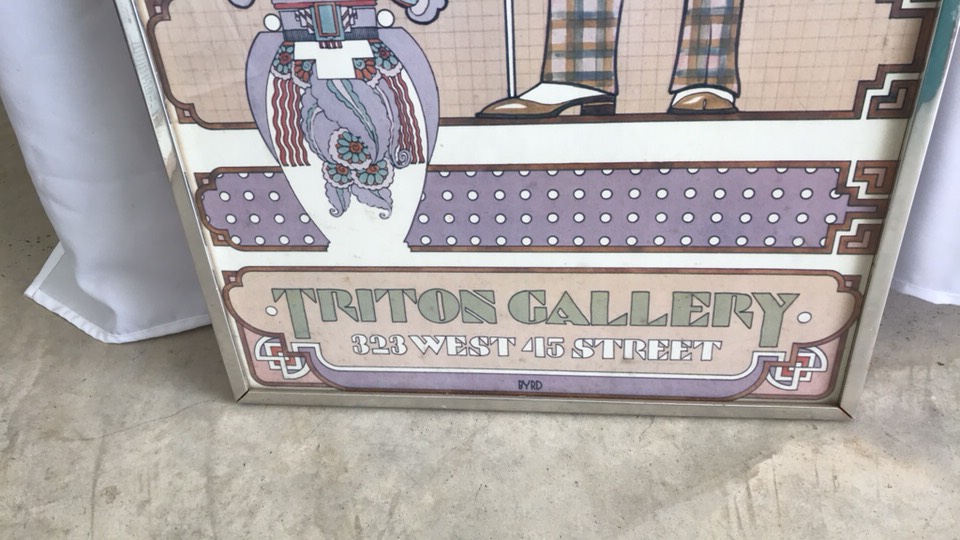 TRITON GALLERY
323 WEST 45 STREET
BYRD